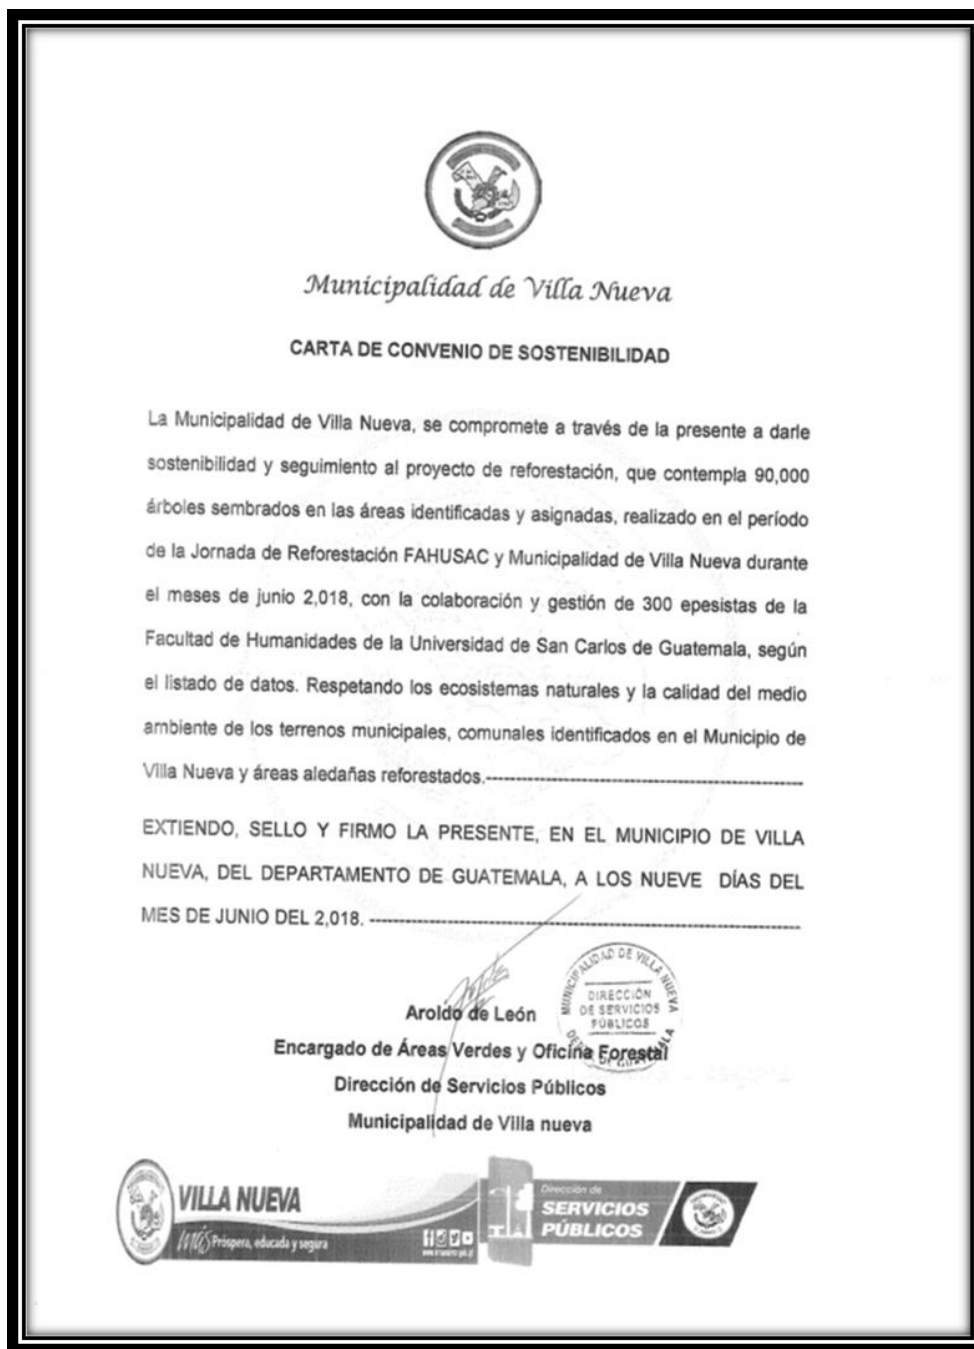 Municipalidad de Villa Nueva
CARTA DE CONVENIO DE SOSTENIBILIDAD
La Municipalidad de Villa Nueva, se compromete a través de la presente a darle
sostenibilidad y seguimiento al proyecto de reforestación, que contempla 90,000
árboles sembrados en las áreas identificadas y asignadas, realizado en el período
de la Jornada de Reforestación FAHUSAC y Municipalidad de Villa Nueva durante
el meses de junio 2,018, con la colaboración y gestión de 300 epesistas de la
Facultad de Humanidades de la Universidad de San Carlos de Guatemala, según
el listado de datos. Respetando los ecosistemas naturales y la calidad del medio
ambiente de los terrenos municipales, comunales identificados en el Municipio de
Villa Nueva y áreas aledañas reforestados.------------------------------------------------
EXTIENDO, SELLO Y FIRMO LA PRESENTE, EN EL MUNICIPIO DE VILLA
NUEVA, DEL DEPARTAMENTO DE GUATEMALA, A LOS NUEVE DÍAS DEL
MES DE JUNIO DEL 2,018. ----------------------------------------------------------------
MUNICIPALIDAD DE VILLA NUEVA
DIRECCIÓN
DE SERVICIOS
PÚBLICOS
DEPTO. DE GUATEMALA
Aroldo de León
Encargado de Áreas Verdes y Oficina Forestal
Dirección de Servicios Públicos
Municipalidad de Villa nueva
VILLA NUEVA
más Próspera, educada y segura
Dirección de
SERVICIOS
PÚBLICOS